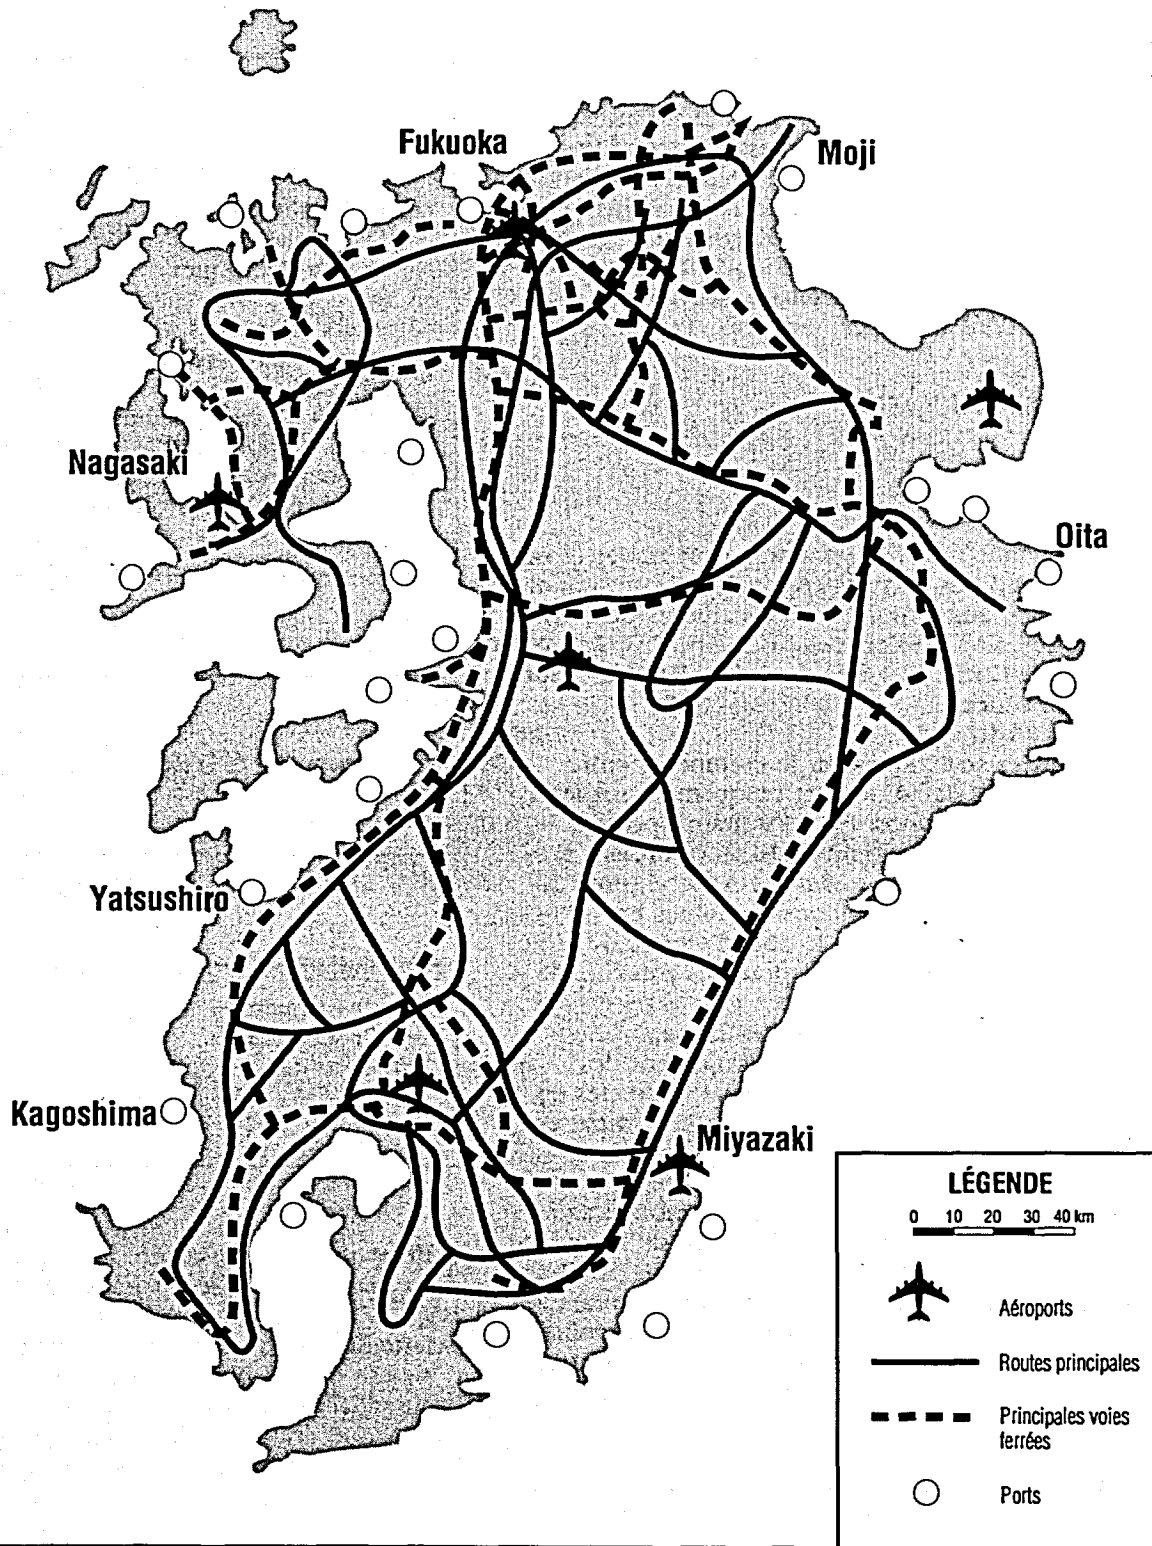 Fukuoka
Moji
Nagasaki
Oita
Yatsushiro
Kagoshima
Miyazaki
LÉGENDE
0 10 20 30 40 km
Aéroports
Routes principales
Principales voies
ferrées
Ports